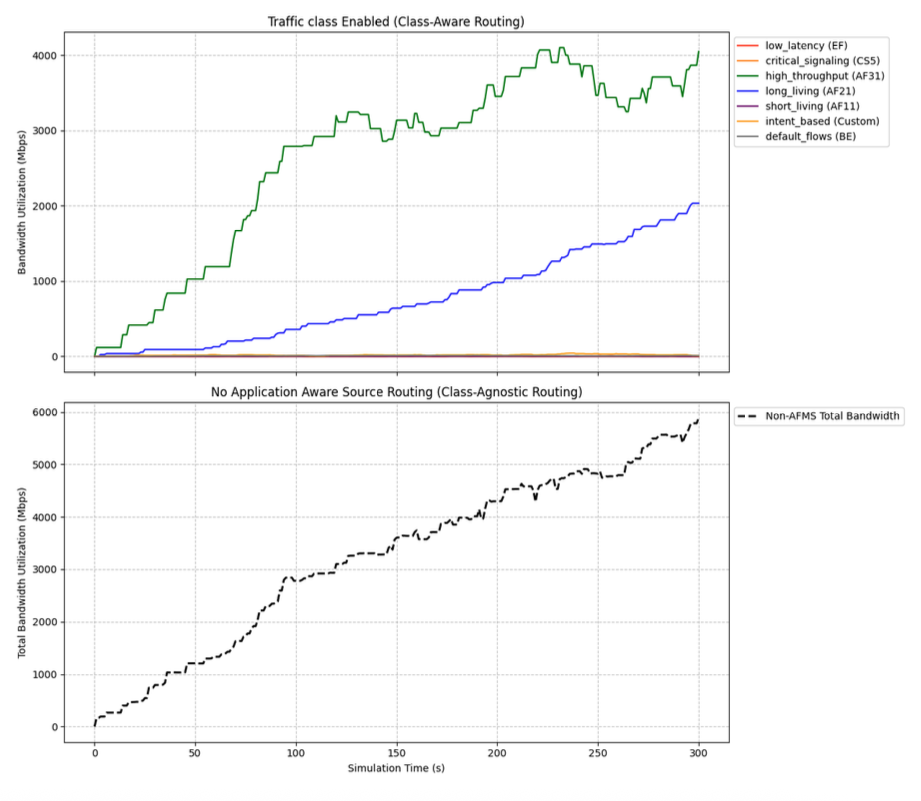 Traffic class Enabled (Class-Aware Routing)
Bandwidth Utilization (Mbps)
4000
3000
2000
1000
0
low_latency (EF)
critical_signaling (CS5)
high_throughput (AF31)
long_living (AF21)
short_living (AF11)
intent_based (Custom)
default_flows (BE)
No Application Aware Source Routing (Class-Agnostic Routing)
Total Bandwidth Utilization (Mbps)
6000
5000
4000
3000
2000
1000
0
Non-AFMS Total Bandwidth
0 50 100 150 200 250 300
Simulation Time (s)